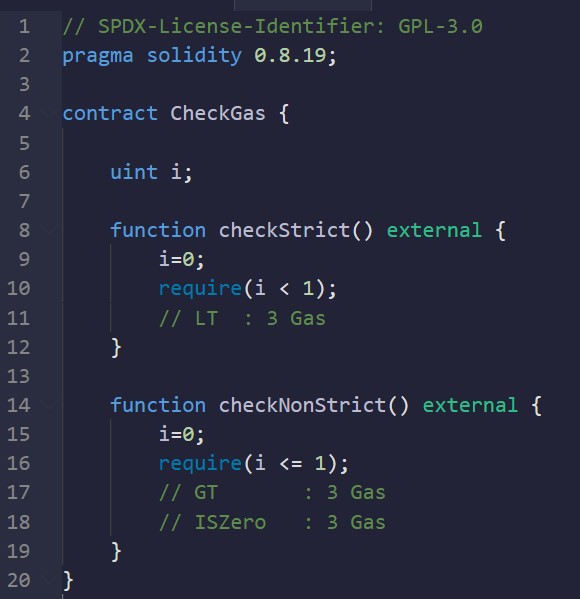 1 // SPDX-License-Identifier: GPL-3.0
2 pragma solidity 0.8.19;
3
4 contract CheckGas {
5
6 uint i;
7
8 function checkStrict() external {
9 i=0;
10 require(i < 1);
11 // LT : 3 Gas
12 }
13
14 function checkNonStrict() external {
15 i=0;
16 require(i <= 1);
17 // GT : 3 Gas
18 // ISZero : 3 Gas
19 }
20 }